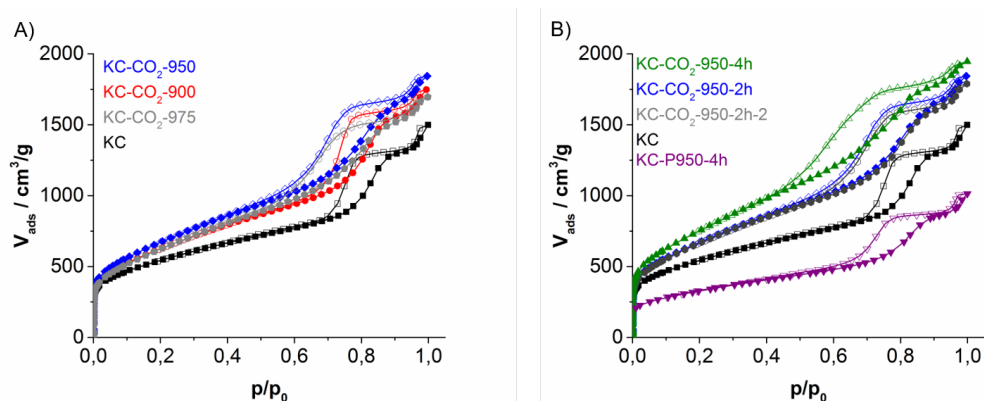 A)
2000
1500
1000
500
0
V_ads / cm³/g
KC-CO₂-950
KC-CO₂-900
KC-CO₂-975
KC
0,0 0,2 0,4 0,6 0,8 1,0
p/p₀
B)
2000
1500
1000
500
0
V_ads / cm³/g
KC-CO₂-950-4h
KC-CO₂-950-2h
KC-CO₂-950-2h-2
KC
KC-P950-4h
0,0 0,2 0,4 0,6 0,8 1,0
p/p₀